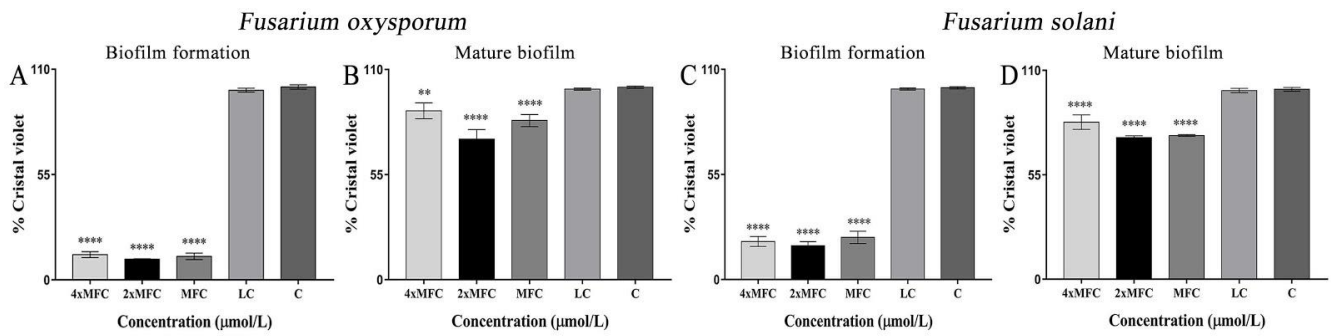 Fusarium oxysporum
Fusarium solani
Biofilm formation
Mature biofilm
Biofilm formation
Mature biofilm
A
% Cristal violet
110
55
0
**** **** ****
4xMFC 2xMFC MFC LC C
Concentration (µmol/L)
B
% Cristal violet
110
55
0
** **** ****
4xMFC 2xMFC MFC LC C
Concentration (µmol/L)
C
% Cristal violet
110
55
0
**** **** ****
4xMFC 2xMFC MFC LC C
Concentration (µmol/L)
D
% Cristal violet
110
55
0
**** **** ****
4xMFC 2xMFC MFC LC C
Concentration (µmol/L)